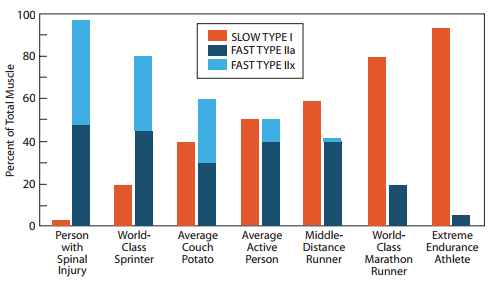 Percent of Total Muscle
100
80
60
40
20
0
SLOW TYPE I
FAST TYPE IIa
FAST TYPE IIx
Person
with
Spinal
Injury
World-
Class
Sprinter
Average
Couch
Potato
Average
Active
Person
Middle-
Distance
Runner
World-
Class
Marathon
Runner
Extreme
Endurance
Athlete